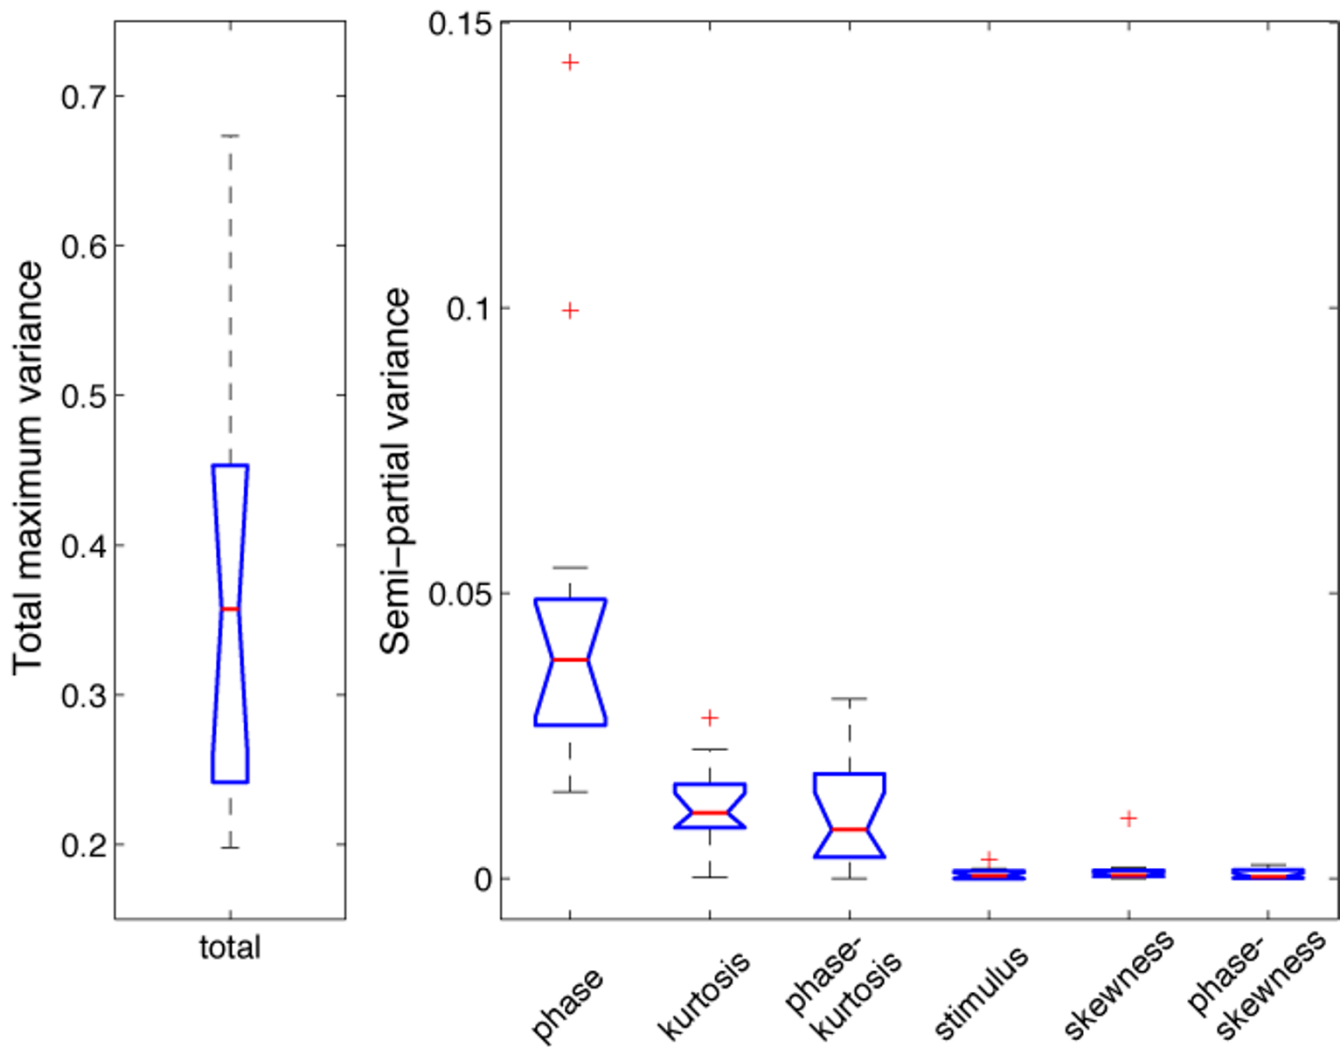 Total maximum variance
0.7
0.6
0.5
0.4
0.3
0.2
total
Semi-partial variance
0.15
0.1
0.05
0
phase
kurtosis
phase-
kurtosis
stimulus
skewness
phase-
skewness